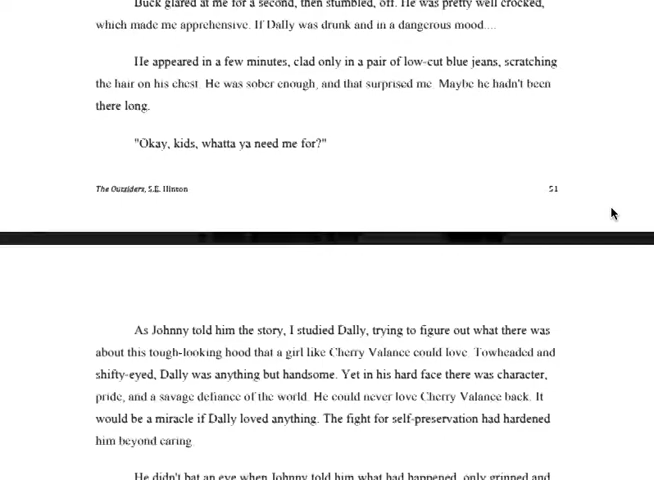 Buck glared at me for a second, then stumbled, off. He was pretty well crocked,
which made me apprehensive. If Dally was drunk and in a dangerous mood....
He appeared in a few minutes, clad only in a pair of low-cut blue jeans, scratching
the hair on his chest. He was sober enough, and that surprised me. Maybe he hadn't been
there long.
"Okay, kids, whatta ya need me for?"
The Outsiders, S.E. Hinton
51
As Johnny told him the story, I studied Dally, trying to figure out what there was
about this tough-looking hood that a girl like Cherry Valance could love. Towheaded and
shifty-eyed, Dally was anything but handsome. Yet in his hard face there was character,
pride, and a savage defiance of the world. He could never love Cherry Valance back. It
would be a miracle if Dally loved anything. The fight for self-preservation had hardened
him beyond caring.
He didn't bat an eye when Johnny told him what had happened, only grinned and